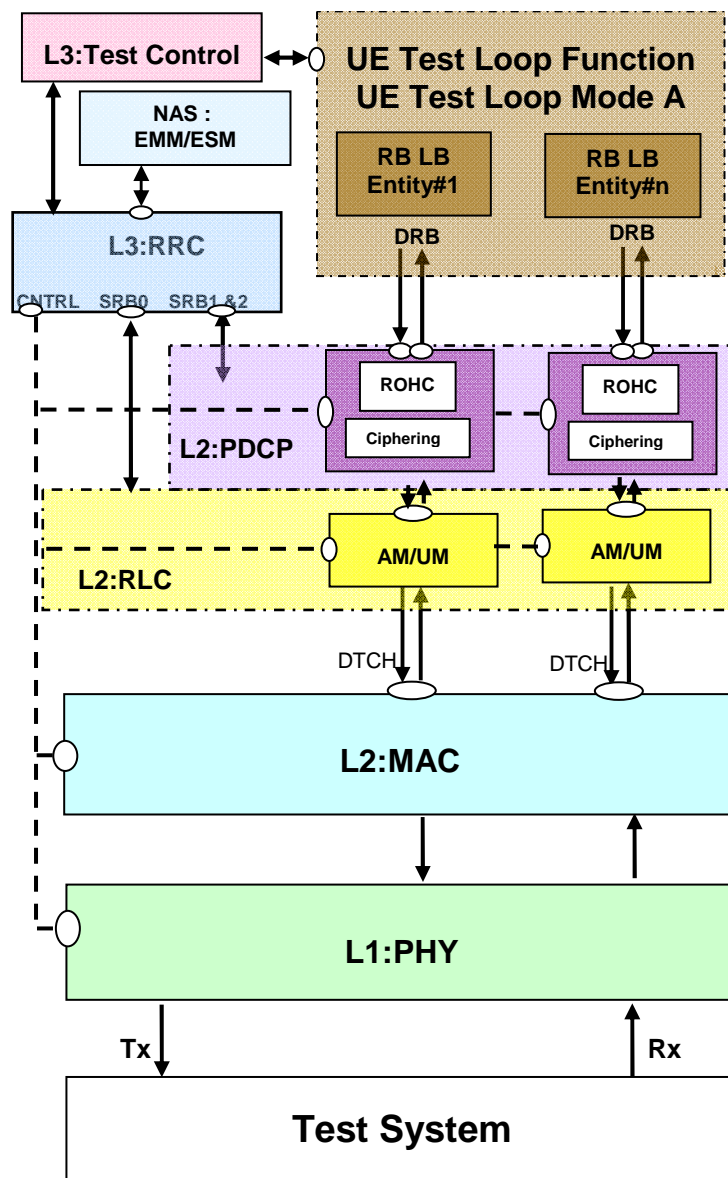 L3:Test Control
UE Test Loop Function
UE Test Loop Mode A
NAS :
EMM/ESM
RB LB
Entity#1
RB LB
Entity#n
DRB
DRB
L3:RRC
CNTRL
SRB0
SRB1 &2
ROHC
Ciphering
ROHC
Ciphering
L2:PDCP
AM/UM
AM/UM
L2:RLC
DTCH
DTCH
L2:MAC
L1:PHY
Tx
Rx
Test System